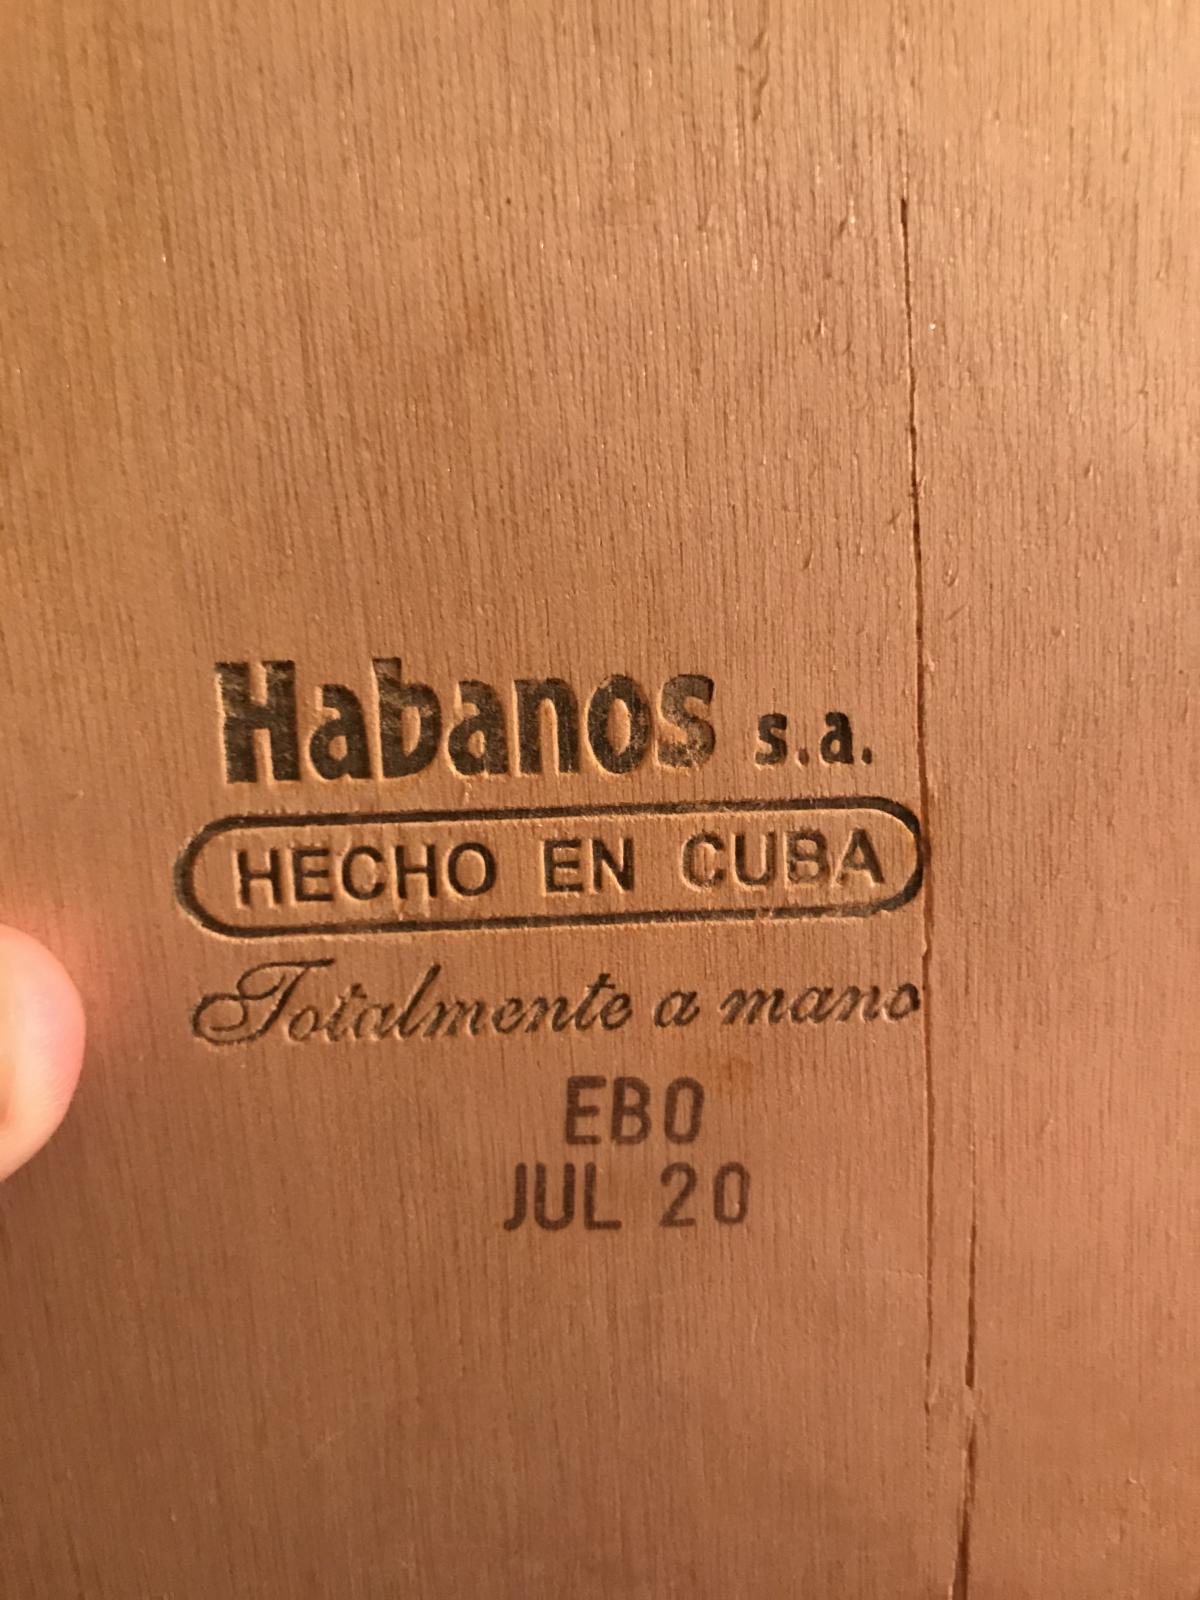 Habanos s.a.
HECHO EN CUBA
Totalmente a mano
EBO
JUL 20